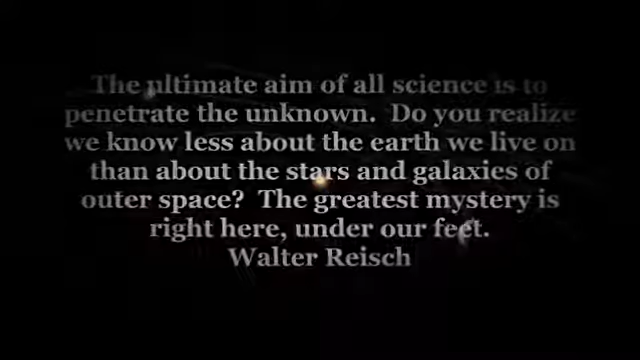 The ultimate aim of all science is to
penetrate the unknown.  Do you realize
we know less about the earth we live on
than about the stars and galaxies of
outer space?  The greatest mystery is
right here, under our feet.
Walter Reisch